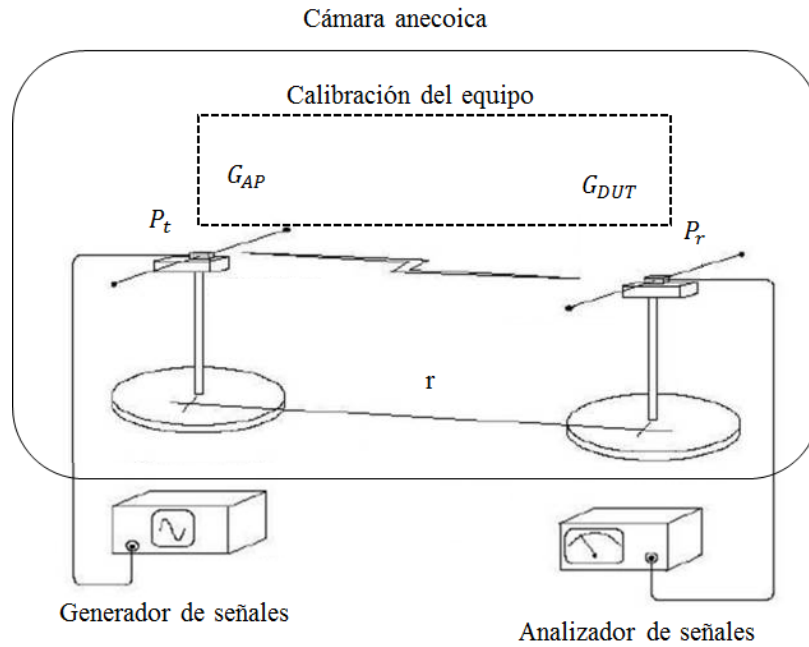 Cámara anecoica
Calibración del equipo
G_AP
G_DUT
P_t
P_r
r
Generador de señales
Analizador de señales